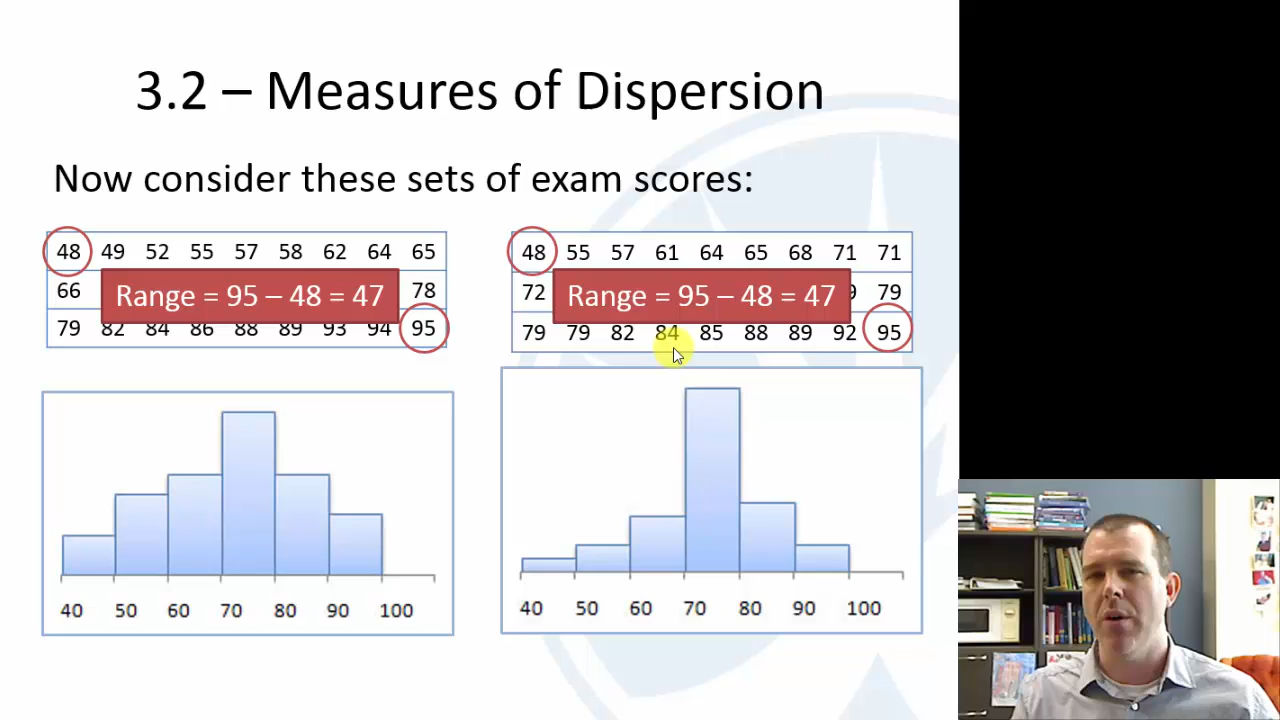 3.2 – Measures of Dispersion
Now consider these sets of exam scores:
48 49 52 55 57 58 62 64 65
66 78
79 82 84 86 88 89 93 94 95
Range = 95 – 48 = 47
48 55 57 61 64 65 68 71 71
72 79
79 79 82 84 85 88 89 92 95
Range = 95 – 48 = 47
40 50 60 70 80 90 100
40 50 60 70 80 90 100